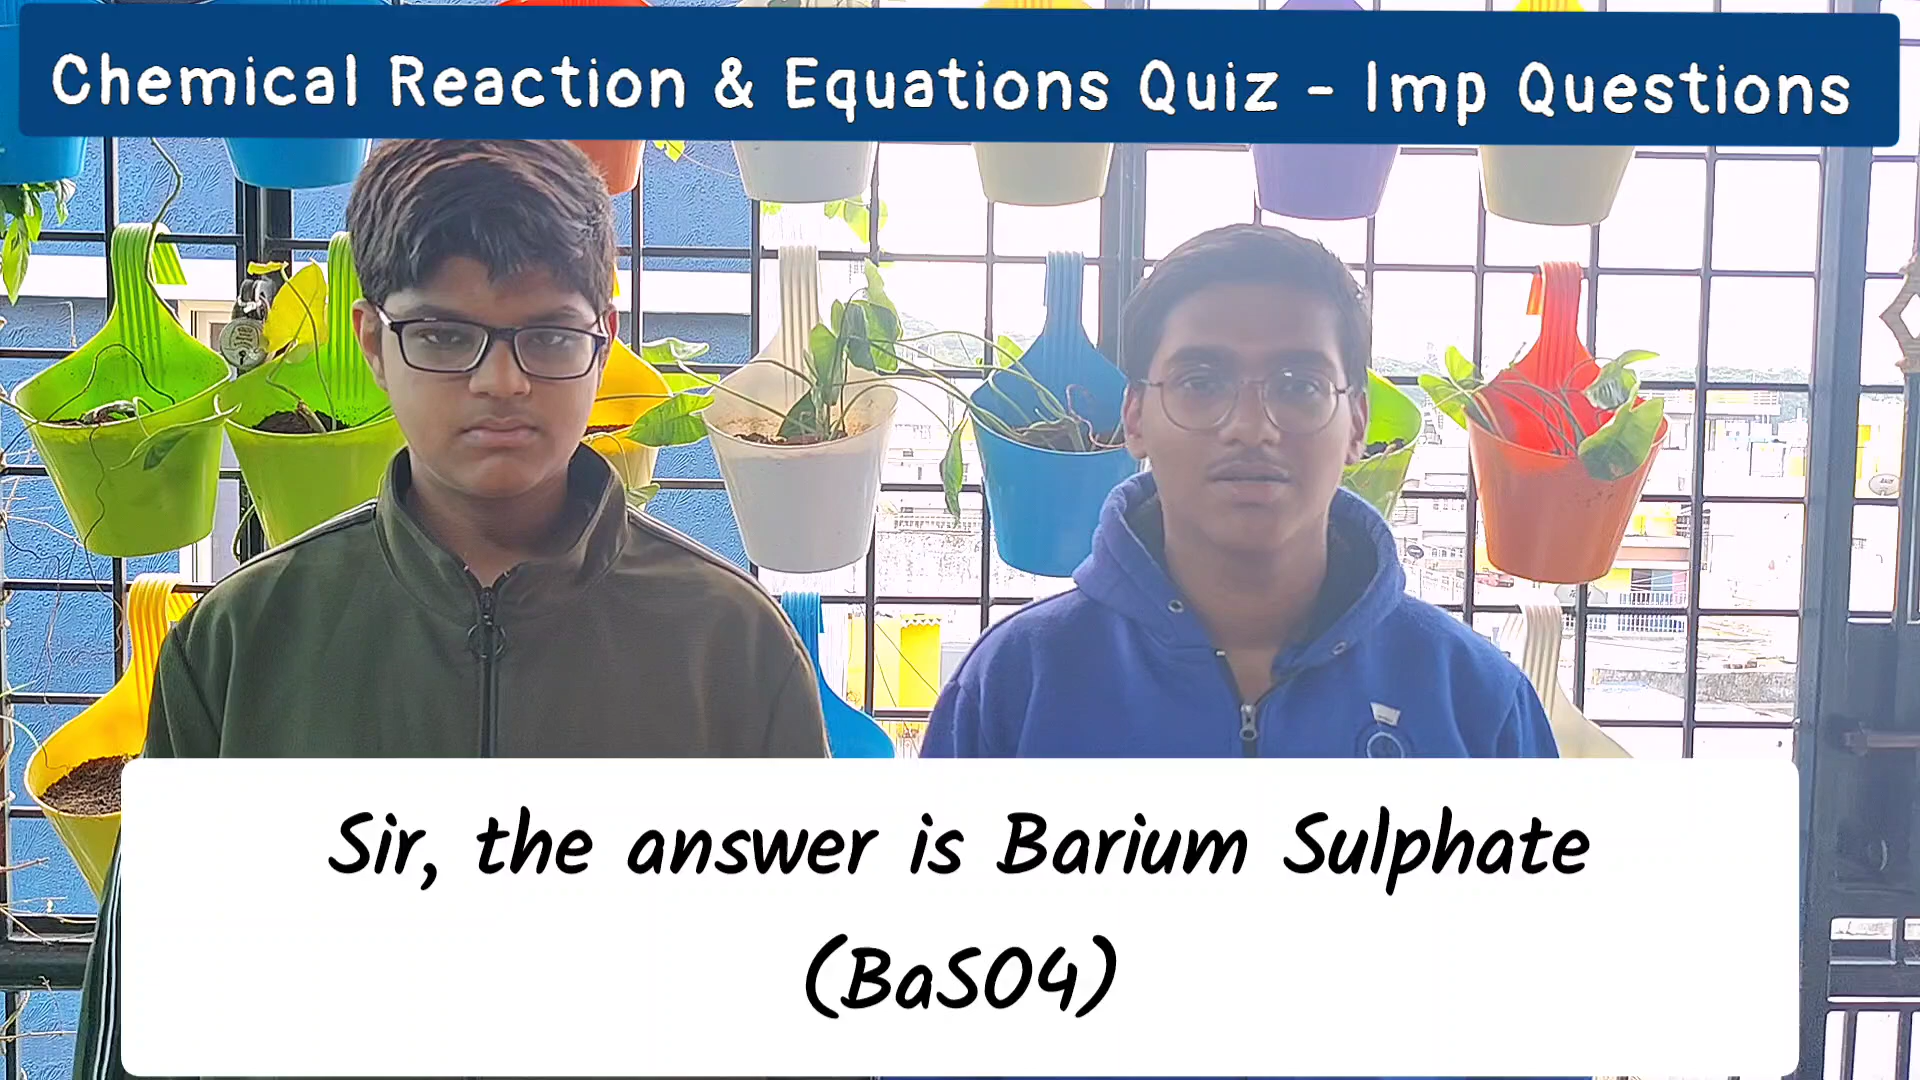 Chemical Reaction & Equations Quiz - Imp Questions
Sir, the answer is Barium Sulphate
(BaSO4)